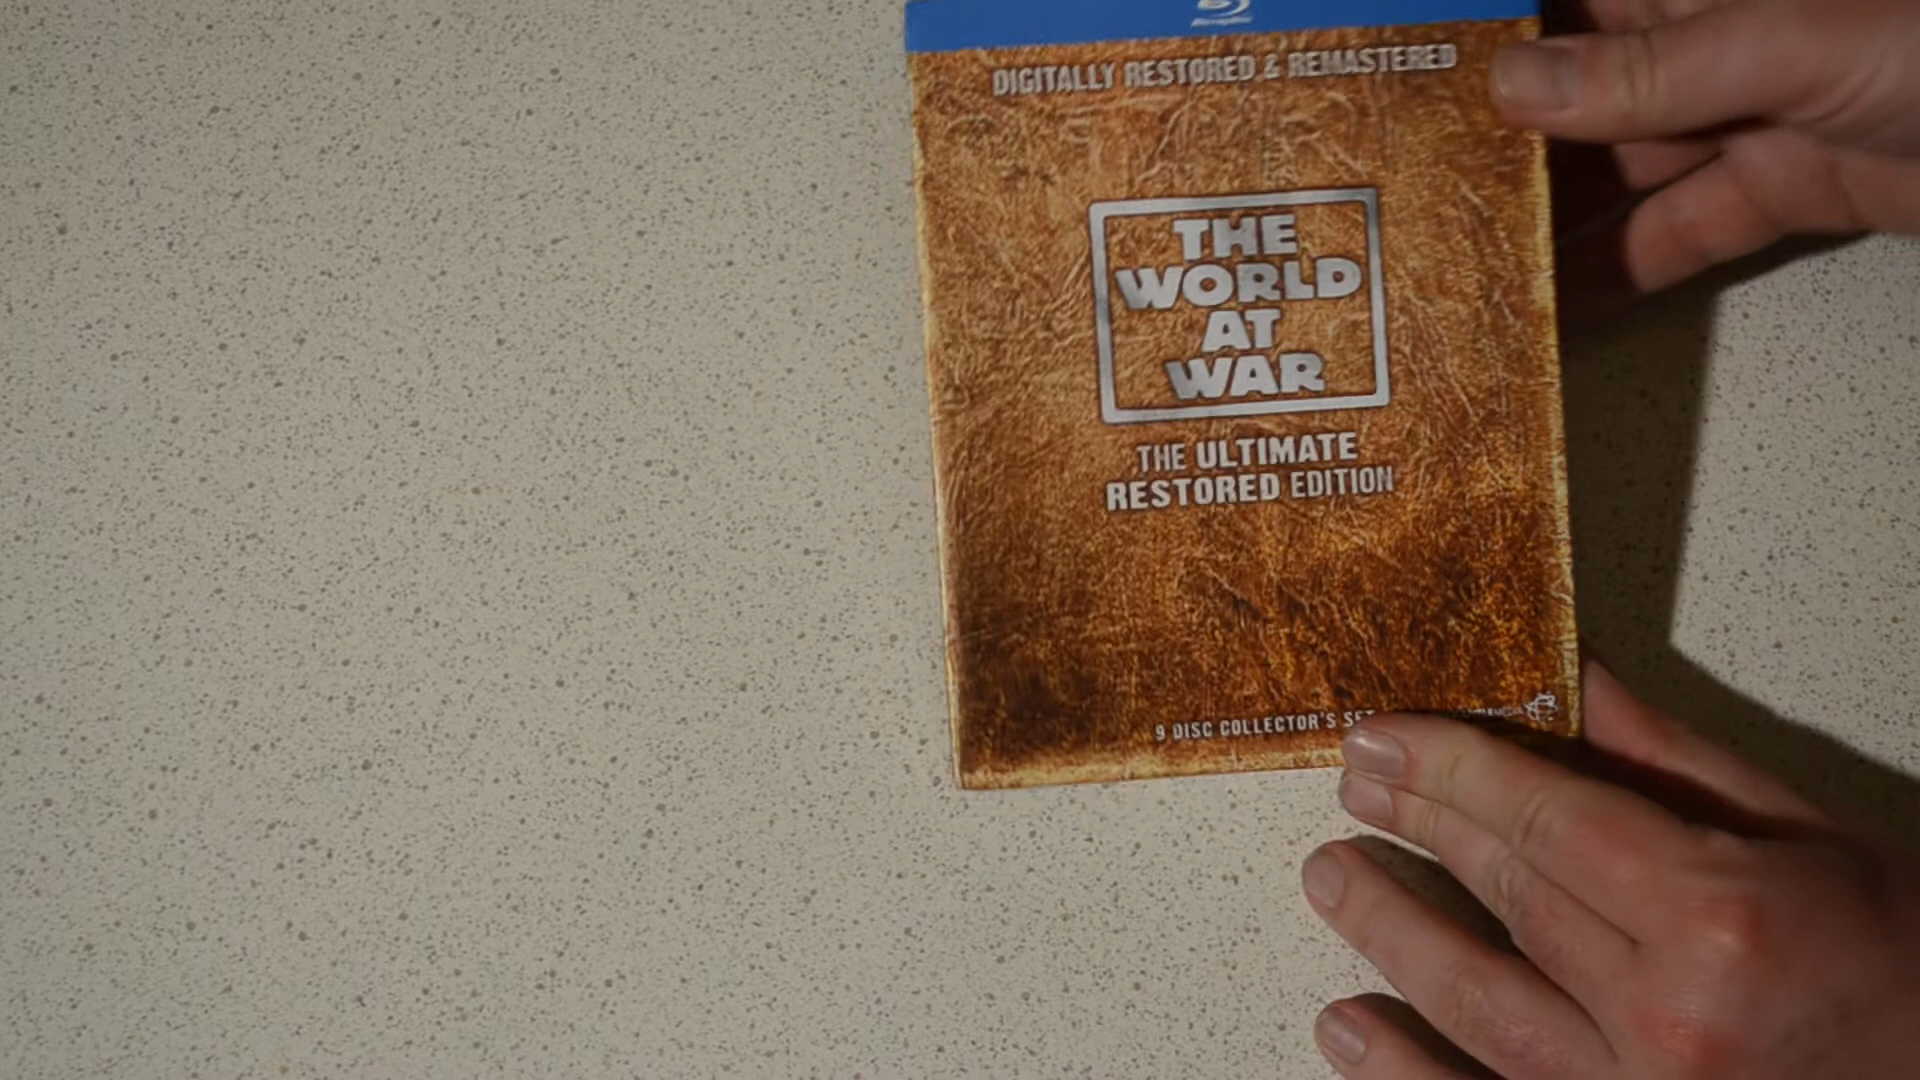 DIGITALLY RESTORED & REMASTERED
THE
WORLD
AT
WAR
THE ULTIMATE
RESTORED EDITION
9 DISC COLLECTOR'S SET